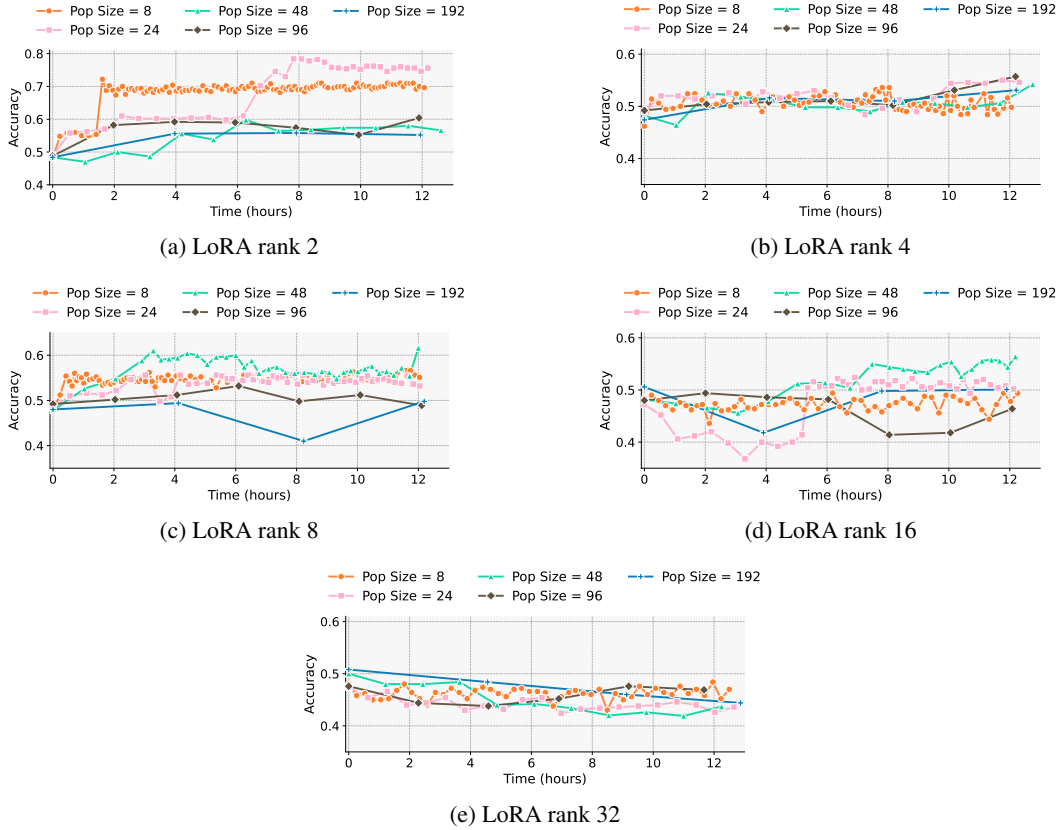 Pop Size = 8 Pop Size = 48 Pop Size = 192
Pop Size = 24 Pop Size = 96
0.8
0.7
0.6
0.5
0.4
Accuracy
0 2 4 6 8 10 12
Time (hours)
(a) LoRA rank 2
Pop Size = 8 Pop Size = 48 Pop Size = 192
Pop Size = 24 Pop Size = 96
0.6
0.5
0.4
Accuracy
0 2 4 6 8 10 12
Time (hours)
(b) LoRA rank 4
Pop Size = 8 Pop Size = 48 Pop Size = 192
Pop Size = 24 Pop Size = 96
0.6
0.5
0.4
Accuracy
0 2 4 6 8 10 12
Time (hours)
(c) LoRA rank 8
Pop Size = 8 Pop Size = 48 Pop Size = 192
Pop Size = 24 Pop Size = 96
0.6
0.5
0.4
Accuracy
0 2 4 6 8 10 12
Time (hours)
(d) LoRA rank 16
Pop Size = 8 Pop Size = 48 Pop Size = 192
Pop Size = 24 Pop Size = 96
0.6
0.5
0.4
Accuracy
0 2 4 6 8 10 12
Time (hours)
(e) LoRA rank 32